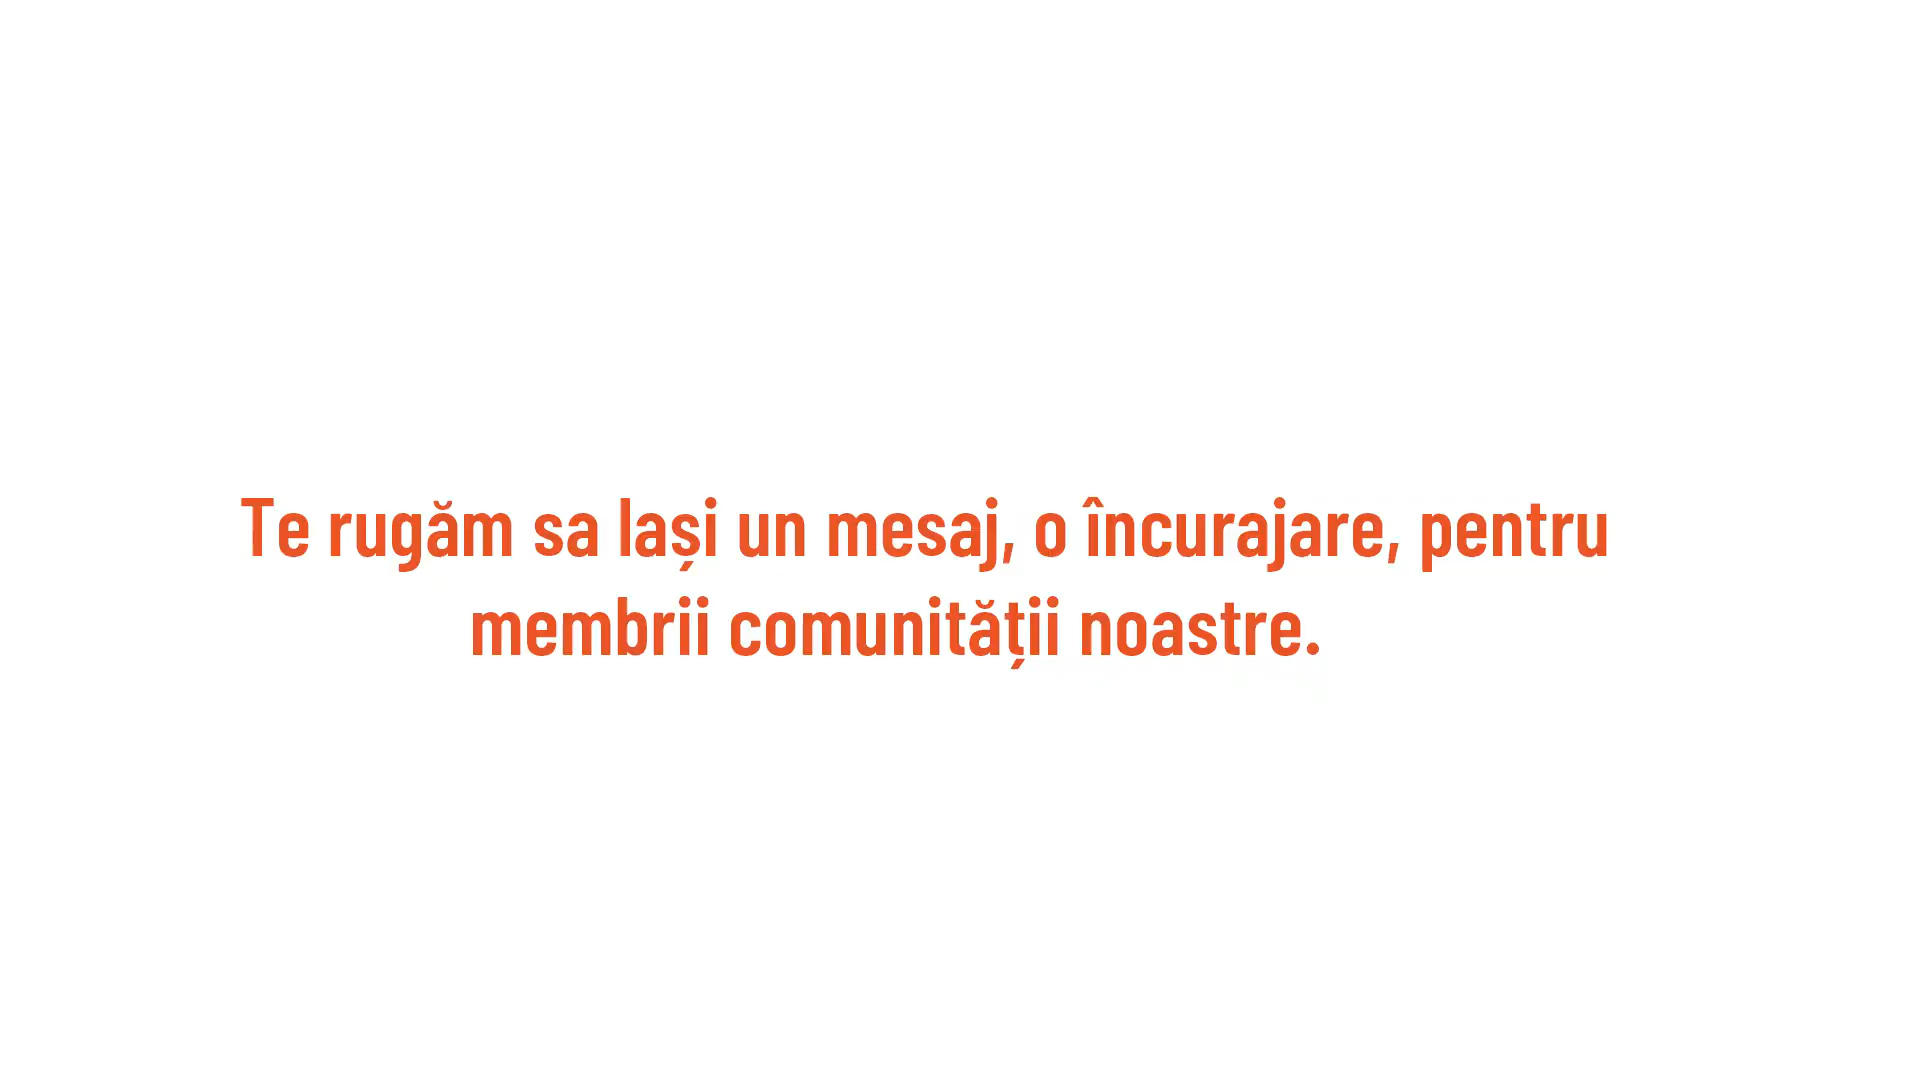 Te rugăm sa lași un mesaj, o încurajare, pentru
membrii comunității noastre.